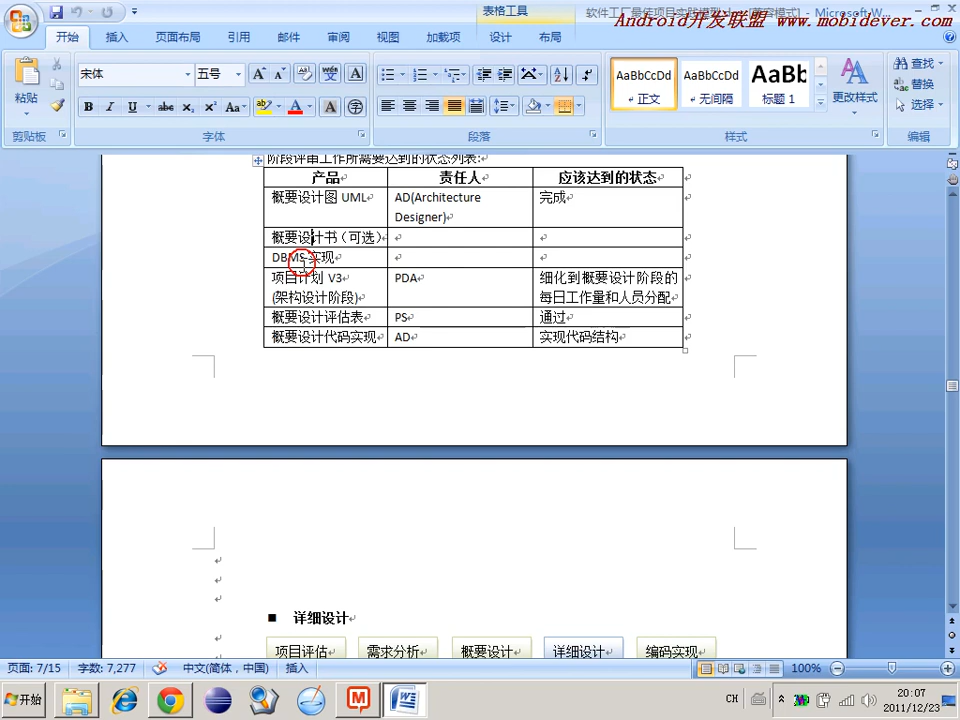 表格工具
软件工厂最佳项目实践模型
Microsoft W...
Android开发联盟 www.mobidever.com
开始 插入 页面布局 引用 邮件 审阅 视图 加载项 设计 布局
宋体 五号
AaBbCcDd AaBbCcDd AaBb
查找
替换
选择
粘贴
正文 无间隔 标题 1 更改样式
剪贴板 字体 段落 样式 编辑
阶段评审工作所需要达到的状态列表:
产品 责任人 应该达到的状态
概要设计图 UML AD(Architecture Designer) 完成
概要设计书（可选）
DBMS 实现
项目计划 V3 (架构设计阶段) PDA 细化到概要设计阶段的每日工作量和人员分配
概要设计评估表 PS 通过
概要设计代码实现 AD 实现代码结构
■ 详细设计
项目评估 需求分析 概要设计 详细设计 编码实现
页面: 7/15 字数: 7,277 中文(简体，中国) 插入 100%
开始 CH 20:07
2011/12/23